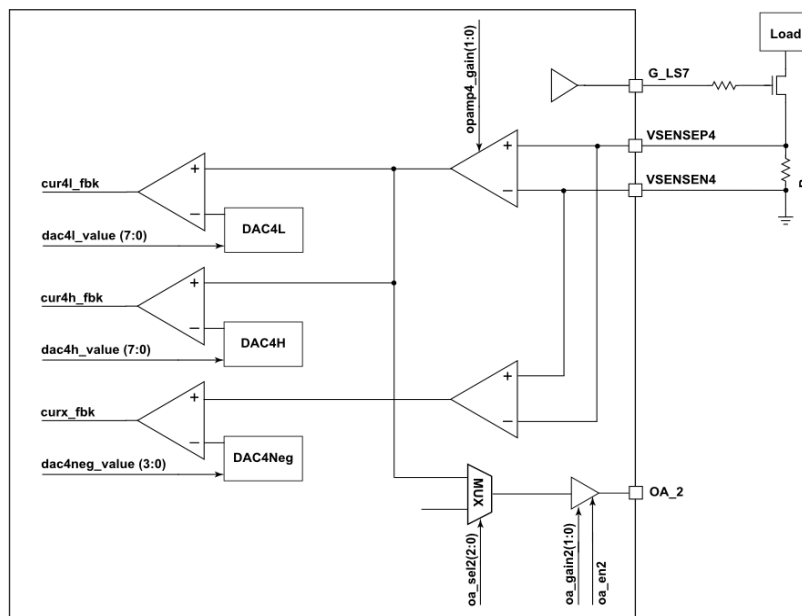 Load
opamp4_gain(1:0)
G_LS7
+
−
VSENSEP4
VSENSEN4
+
−
cur4l_fbk
DAC4L
dac4l_value (7:0)
+
−
cur4h_fbk
DAC4H
dac4h_value (7:0)
+
−
+
−
curx_fbk
DAC4Neg
dac4neg_value (3:0)
MUX
OA_2
oa_sel2(2:0)
oa_gain2(1:0)
oa_en2